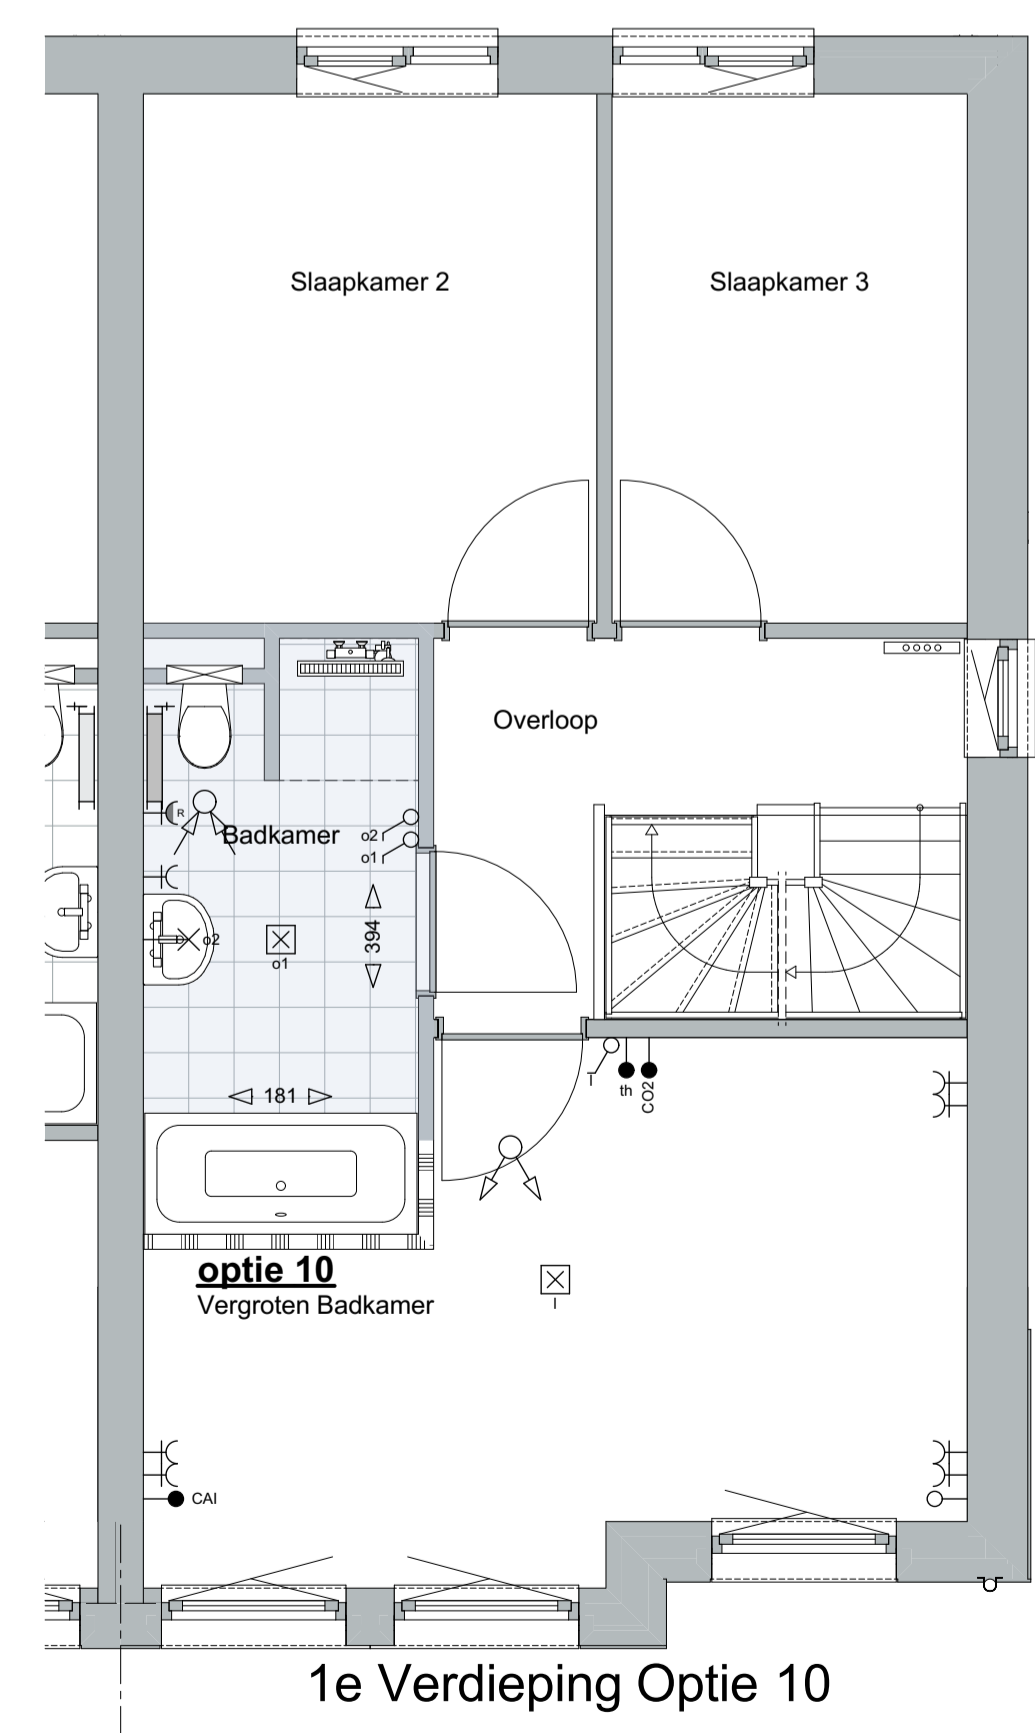 Slaapkamer 2
Slaapkamer 3
Overloop
R
Badkamer
o2
o1
394
o2
o1
181
l
th
CO2
optie 10
Vergroten Badkamer
l
CAI
1e Verdieping Optie 10